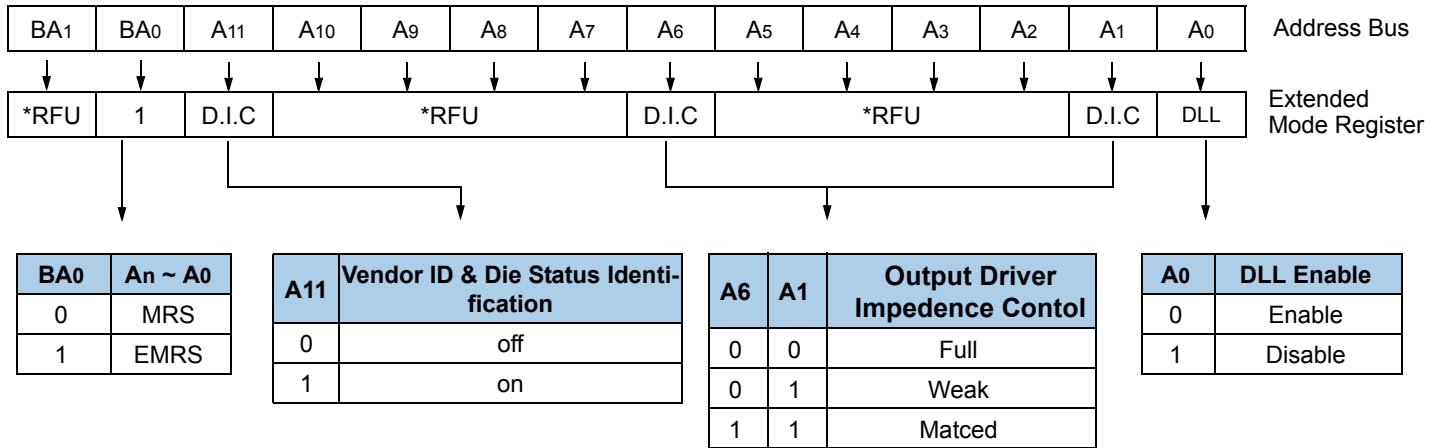 BA1 BA0 A11 A10 A9 A8 A7 A6 A5 A4 A3 A2 A1 A0 Address Bus
*RFU 1 D.I.C *RFU D.I.C *RFU D.I.C DLL Extended
Mode Register
BA0 An ~ A0
0 MRS
1 EMRS
A11 Vendor ID & Die Status Identi-
fication
0 off
1 on
A6 A1 Output Driver
Impedence Contol
0 0 Full
0 1 Weak
1 1 Matced
A0 DLL Enable
0 Enable
1 Disable